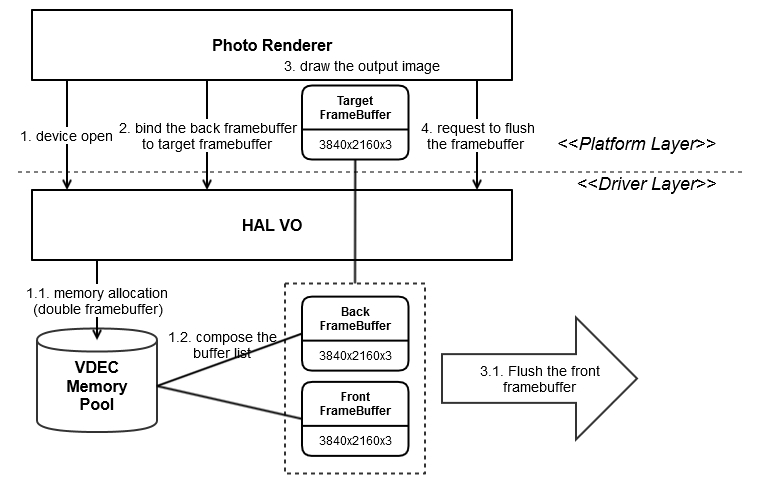 Photo Renderer
3. draw the output image
Target
FrameBuffer
3840x2160x3
1. device open
2. bind the back framebuffer
to target framebuffer
4. request to flush
the framebuffer
<<Platform Layer>>
<<Driver Layer>>
HAL VO
1.1. memory allocation
(double framebuffer)
1.2. compose the
buffer list
Back
FrameBuffer
3840x2160x3
VDEC
Memory
Pool
Front
FrameBuffer
3840x2160x3
3.1. Flush the front
framebuffer